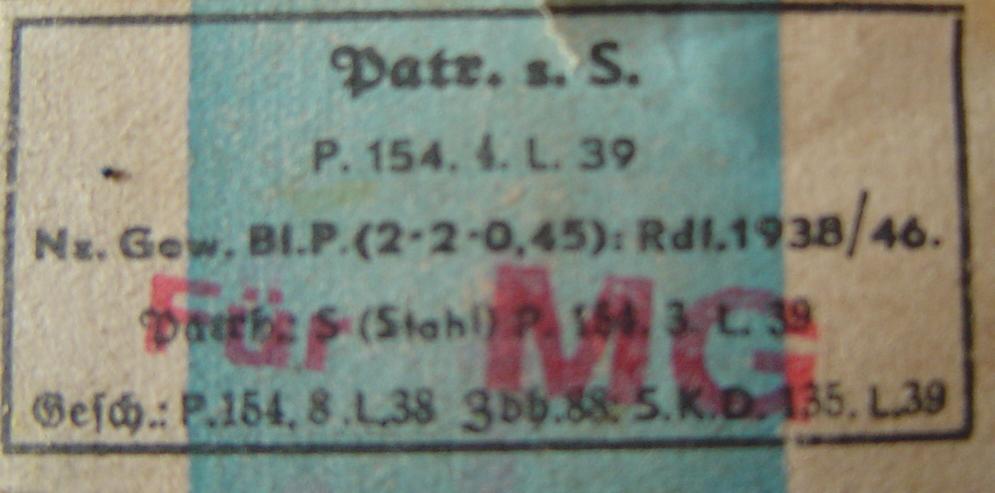 Patr. s. S.
P. 154. 4. L. 39
Nz. Gew. Bl.P.(2·2·0,45): Rdf.1938/46.
Für MG
Patrh.: S (Stahl) P. 154. 3. L. 39
Gesch.: P.154. 8.L.38 Zdh.88: S.K.D. 135. L.39